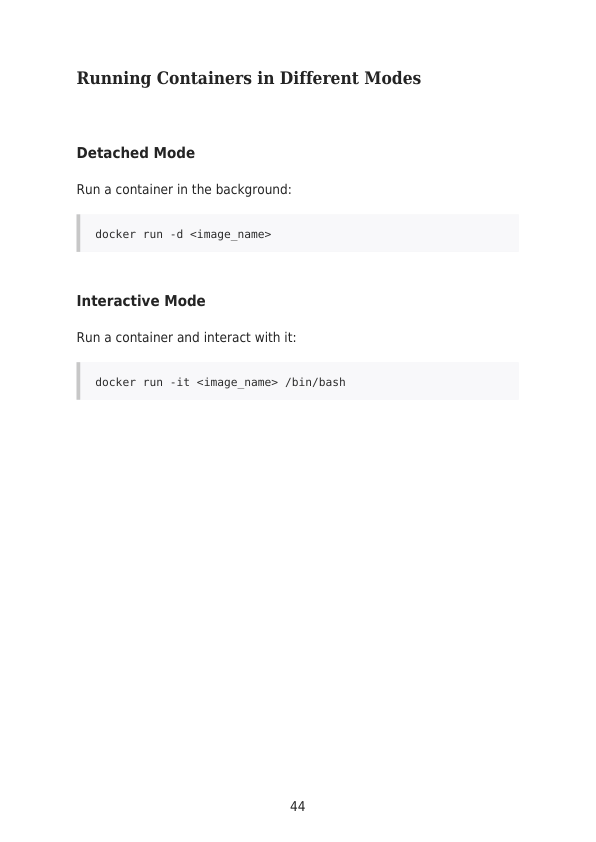 Running Containers in Different Modes
Detached Mode
Run a container in the background:
docker run -d <image_name>
Interactive Mode
Run a container and interact with it:
docker run -it <image_name> /bin/bash
44